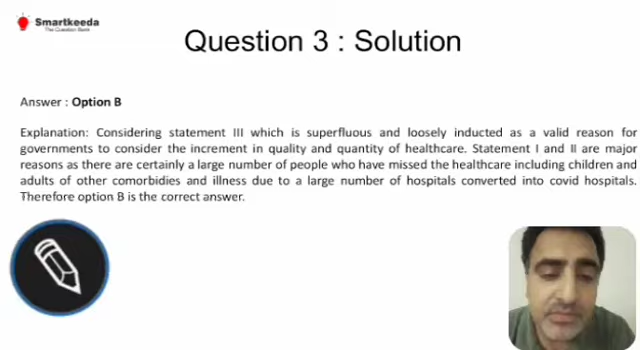 Smartkeeda
The Question Bank
Question 3 : Solution
Answer : Option B
Explanation: Considering statement III which is superfluous and loosely inducted as a valid reason for
governments to consider the increment in quality and quantity of healthcare. Statement I and II are major
reasons as there are certainly a large number of people who have missed the healthcare including children and
adults of other comorbidies and illness due to a large number of hospitals converted into covid hospitals.
Therefore option B is the correct answer.